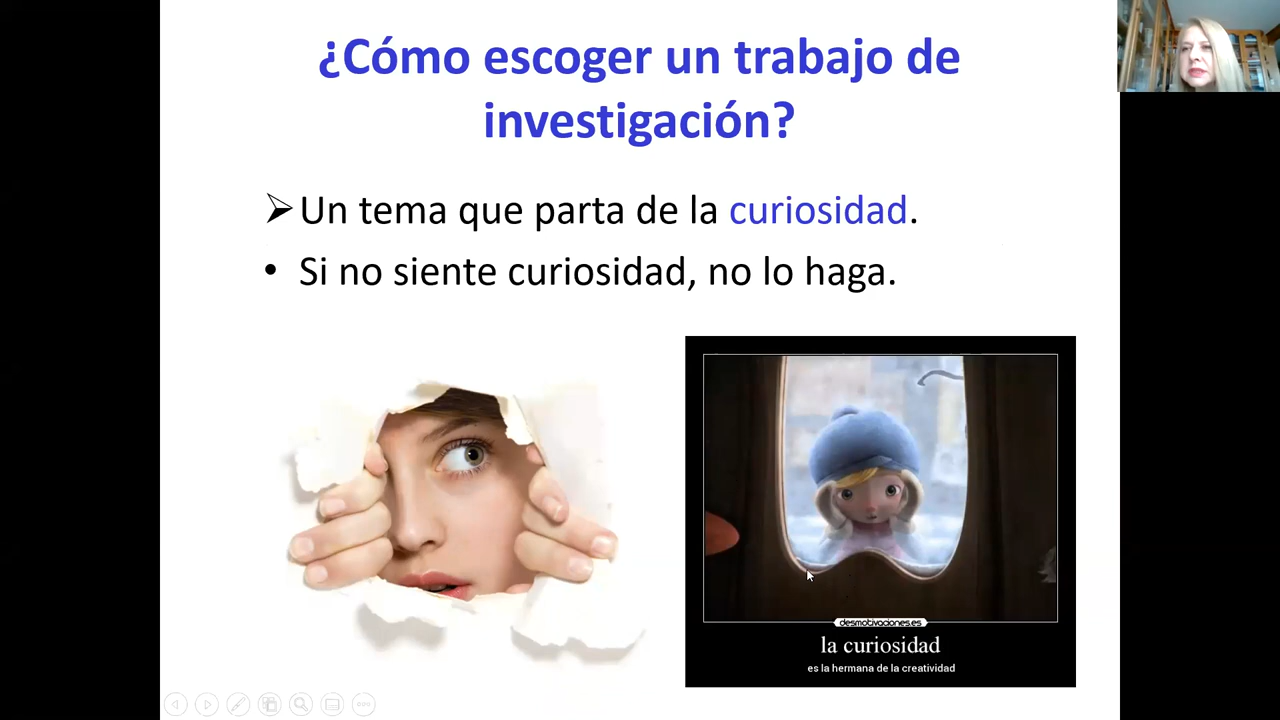 ¿Cómo escoger un trabajo de
investigación?
➢Un tema que parta de la curiosidad.
• Si no siente curiosidad, no lo haga.
desmotivaciones.es
la curiosidad
es la hermana de la creatividad